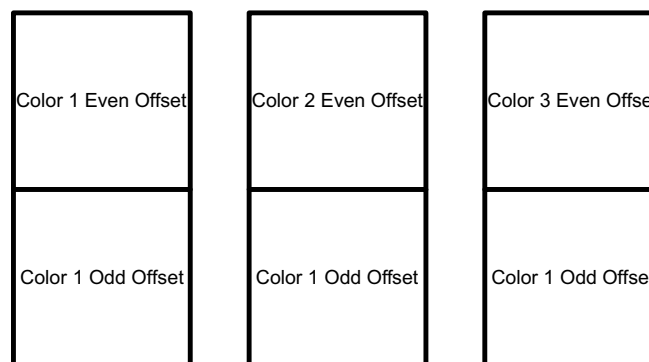 Color 1 Even Offset
Color 2 Even Offset
Color 3 Even Offse
Color 1 Odd Offset
Color 1 Odd Offset
Color 1 Odd Offse